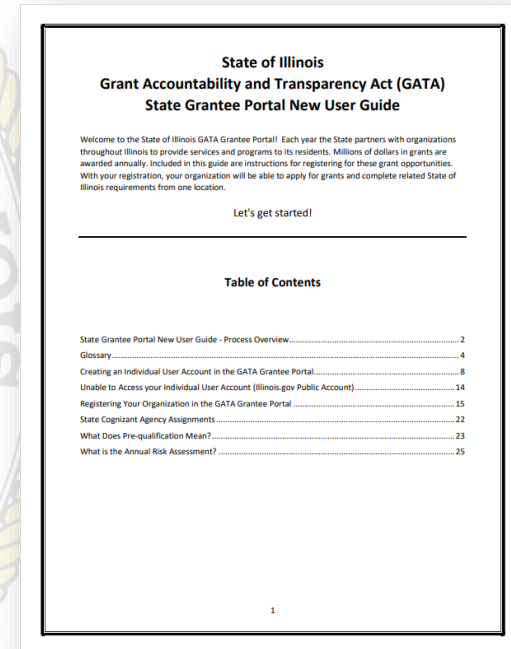 State of Illinois
Grant Accountability and Transparency Act (GATA)
State Grantee Portal New User Guide
Welcome to the State of Illinois GATA Grantee Portal! Each year the State partners with organizations
throughout Illinois to provide services and programs to its residents. Millions of dollars in grants are
awarded annually. Included in this guide are instructions for registering for these grant opportunities.
With your registration, your organization will be able to apply for grants and complete related State of
Illinois requirements from one location.
Let's get started!
Table of Contents
State Grantee Portal New User Guide - Process Overview 2
Glossary 4
Creating an Individual User Account in the GATA Grantee Portal 8
Unable to Access your Individual User Account (Illinois.gov Public Account) 14
Registering Your Organization in the GATA Grantee Portal 15
State Cognizant Agency Assignments 22
What Does Pre-qualification Mean? 23
What is the Annual Risk Assessment? 25
1